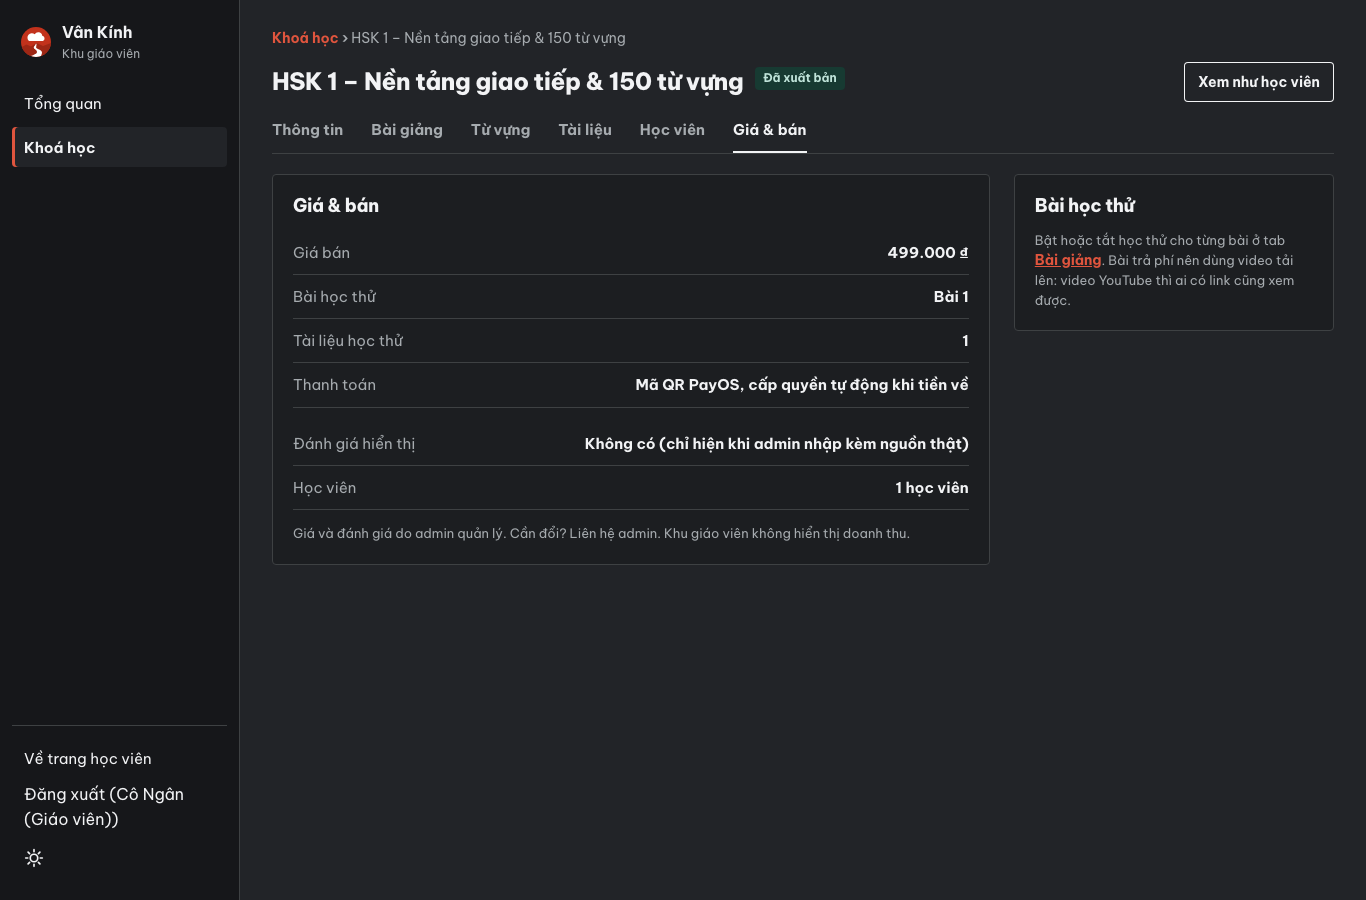 Vân Kính
Khu giáo viên
Tổng quan
Khoá học
Về trang học viên
Đăng xuất (Cô Ngân
(Giáo viên))
Khoá học › HSK 1 – Nền tảng giao tiếp & 150 từ vựng
HSK 1 – Nền tảng giao tiếp & 150 từ vựng Đã xuất bản
Xem như học viên
Thông tin Bài giảng Từ vựng Tài liệu Học viên Giá & bán
Giá & bán
Giá bán 499.000 ₫
Bài học thử Bài 1
Tài liệu học thử 1
Thanh toán Mã QR PayOS, cấp quyền tự động khi tiền về
Đánh giá hiển thị Không có (chỉ hiện khi admin nhập kèm nguồn thật)
Học viên 1 học viên
Giá và đánh giá do admin quản lý. Cần đổi? Liên hệ admin. Khu giáo viên không hiển thị doanh thu.
Bài học thử
Bật hoặc tắt học thử cho từng bài ở tab
Bài giảng. Bài trả phí nên dùng video tải
lên: video YouTube thì ai có link cũng xem
được.